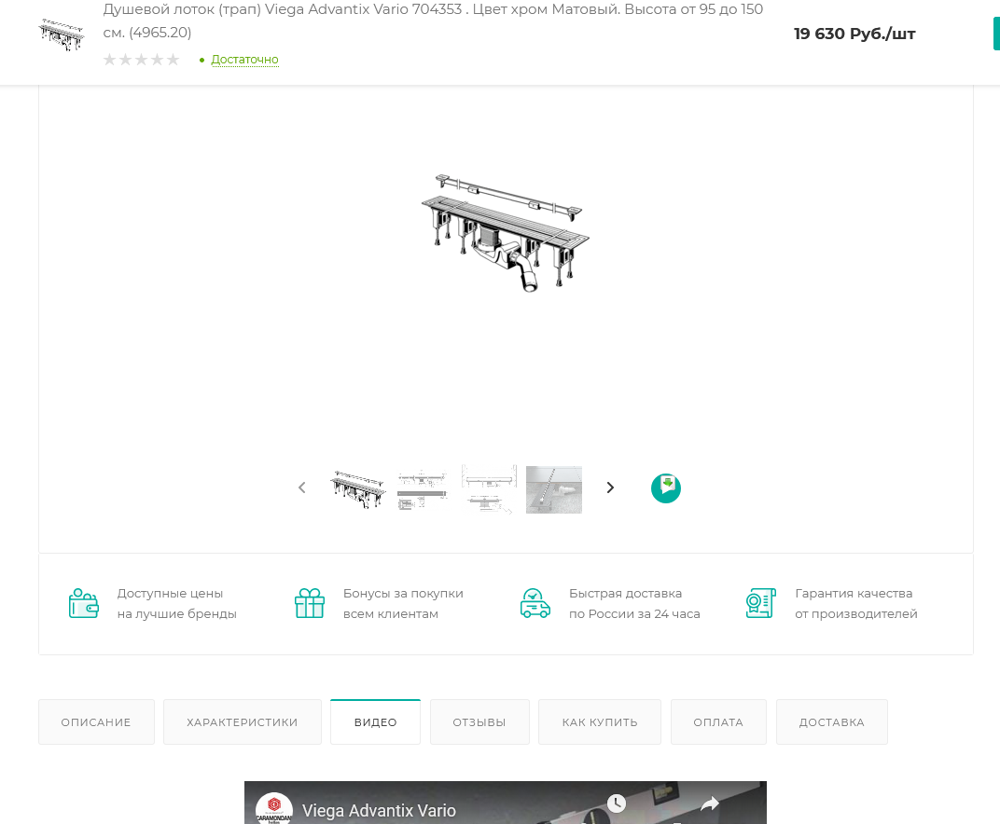 Душевой лоток (трап) Viega Advantix Vario 704353 . Цвет хром Матовый. Высота от 95 до 150
см. (4965.20)
19 630 Руб./шт
Достаточно
Доступные цены
на лучшие бренды
Бонусы за покупки
всем клиентам
Быстрая доставка
по России за 24 часа
Гарантия качества
от производителей
ОПИСАНИЕ
ХАРАКТЕРИСТИКИ
ВИДЕО
ОТЗЫВЫ
КАК КУПИТЬ
ОПЛАТА
ДОСТАВКА
Viega Advantix Vario